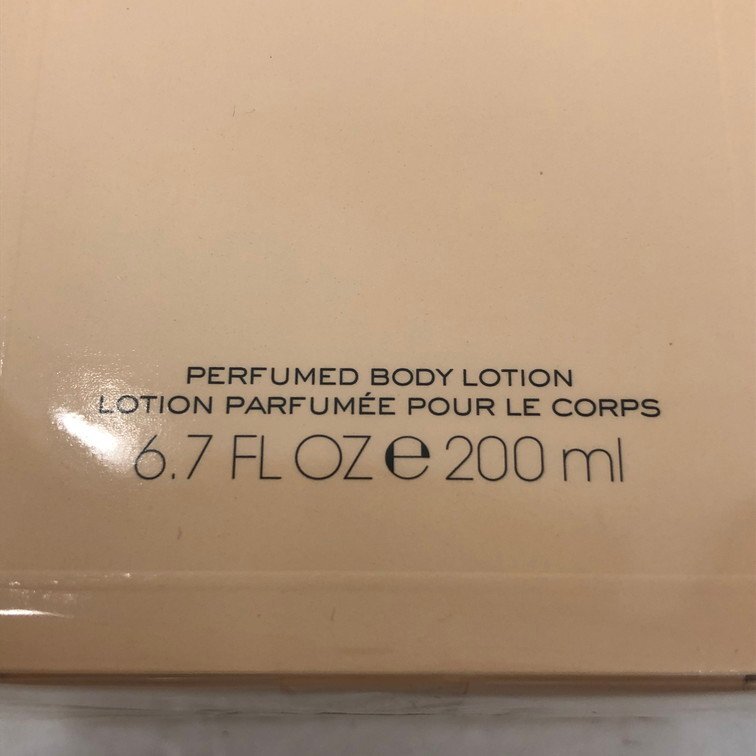 PERFUMED BODY LOTION
LOTION PARFUMÉE POUR LE CORPS
6.7 FL OZ ℮ 200 ml